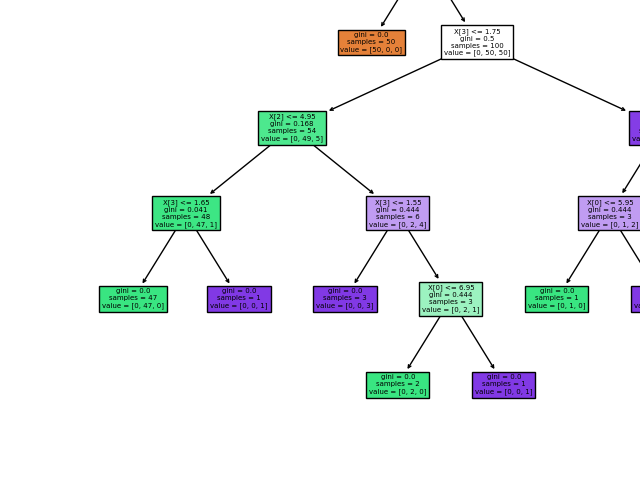 gini = 0.0
samples = 50
value = [50, 0, 0]
X[3] <= 1.75
gini = 0.5
samples = 100
value = [0, 50, 50]
X[2] <= 4.95
gini = 0.168
samples = 54
value = [0, 49, 5]
X[3] <= 1.65
gini = 0.041
samples = 48
value = [0, 47, 1]
X[3] <= 1.55
gini = 0.444
samples = 6
value = [0, 2, 4]
X[0] <= 5.95
gini = 0.444
samples = 3
value = [0, 1, 2]
gini = 0.0
samples = 47
value = [0, 47, 0]
gini = 0.0
samples = 1
value = [0, 0, 1]
gini = 0.0
samples = 3
value = [0, 0, 3]
X[0] <= 6.95
gini = 0.444
samples = 3
value = [0, 2, 1]
gini = 0.0
samples = 1
value = [0, 1, 0]
gini = 0.0
samples = 2
value = [0, 2, 0]
gini = 0.0
samples = 1
value = [0, 0, 1]